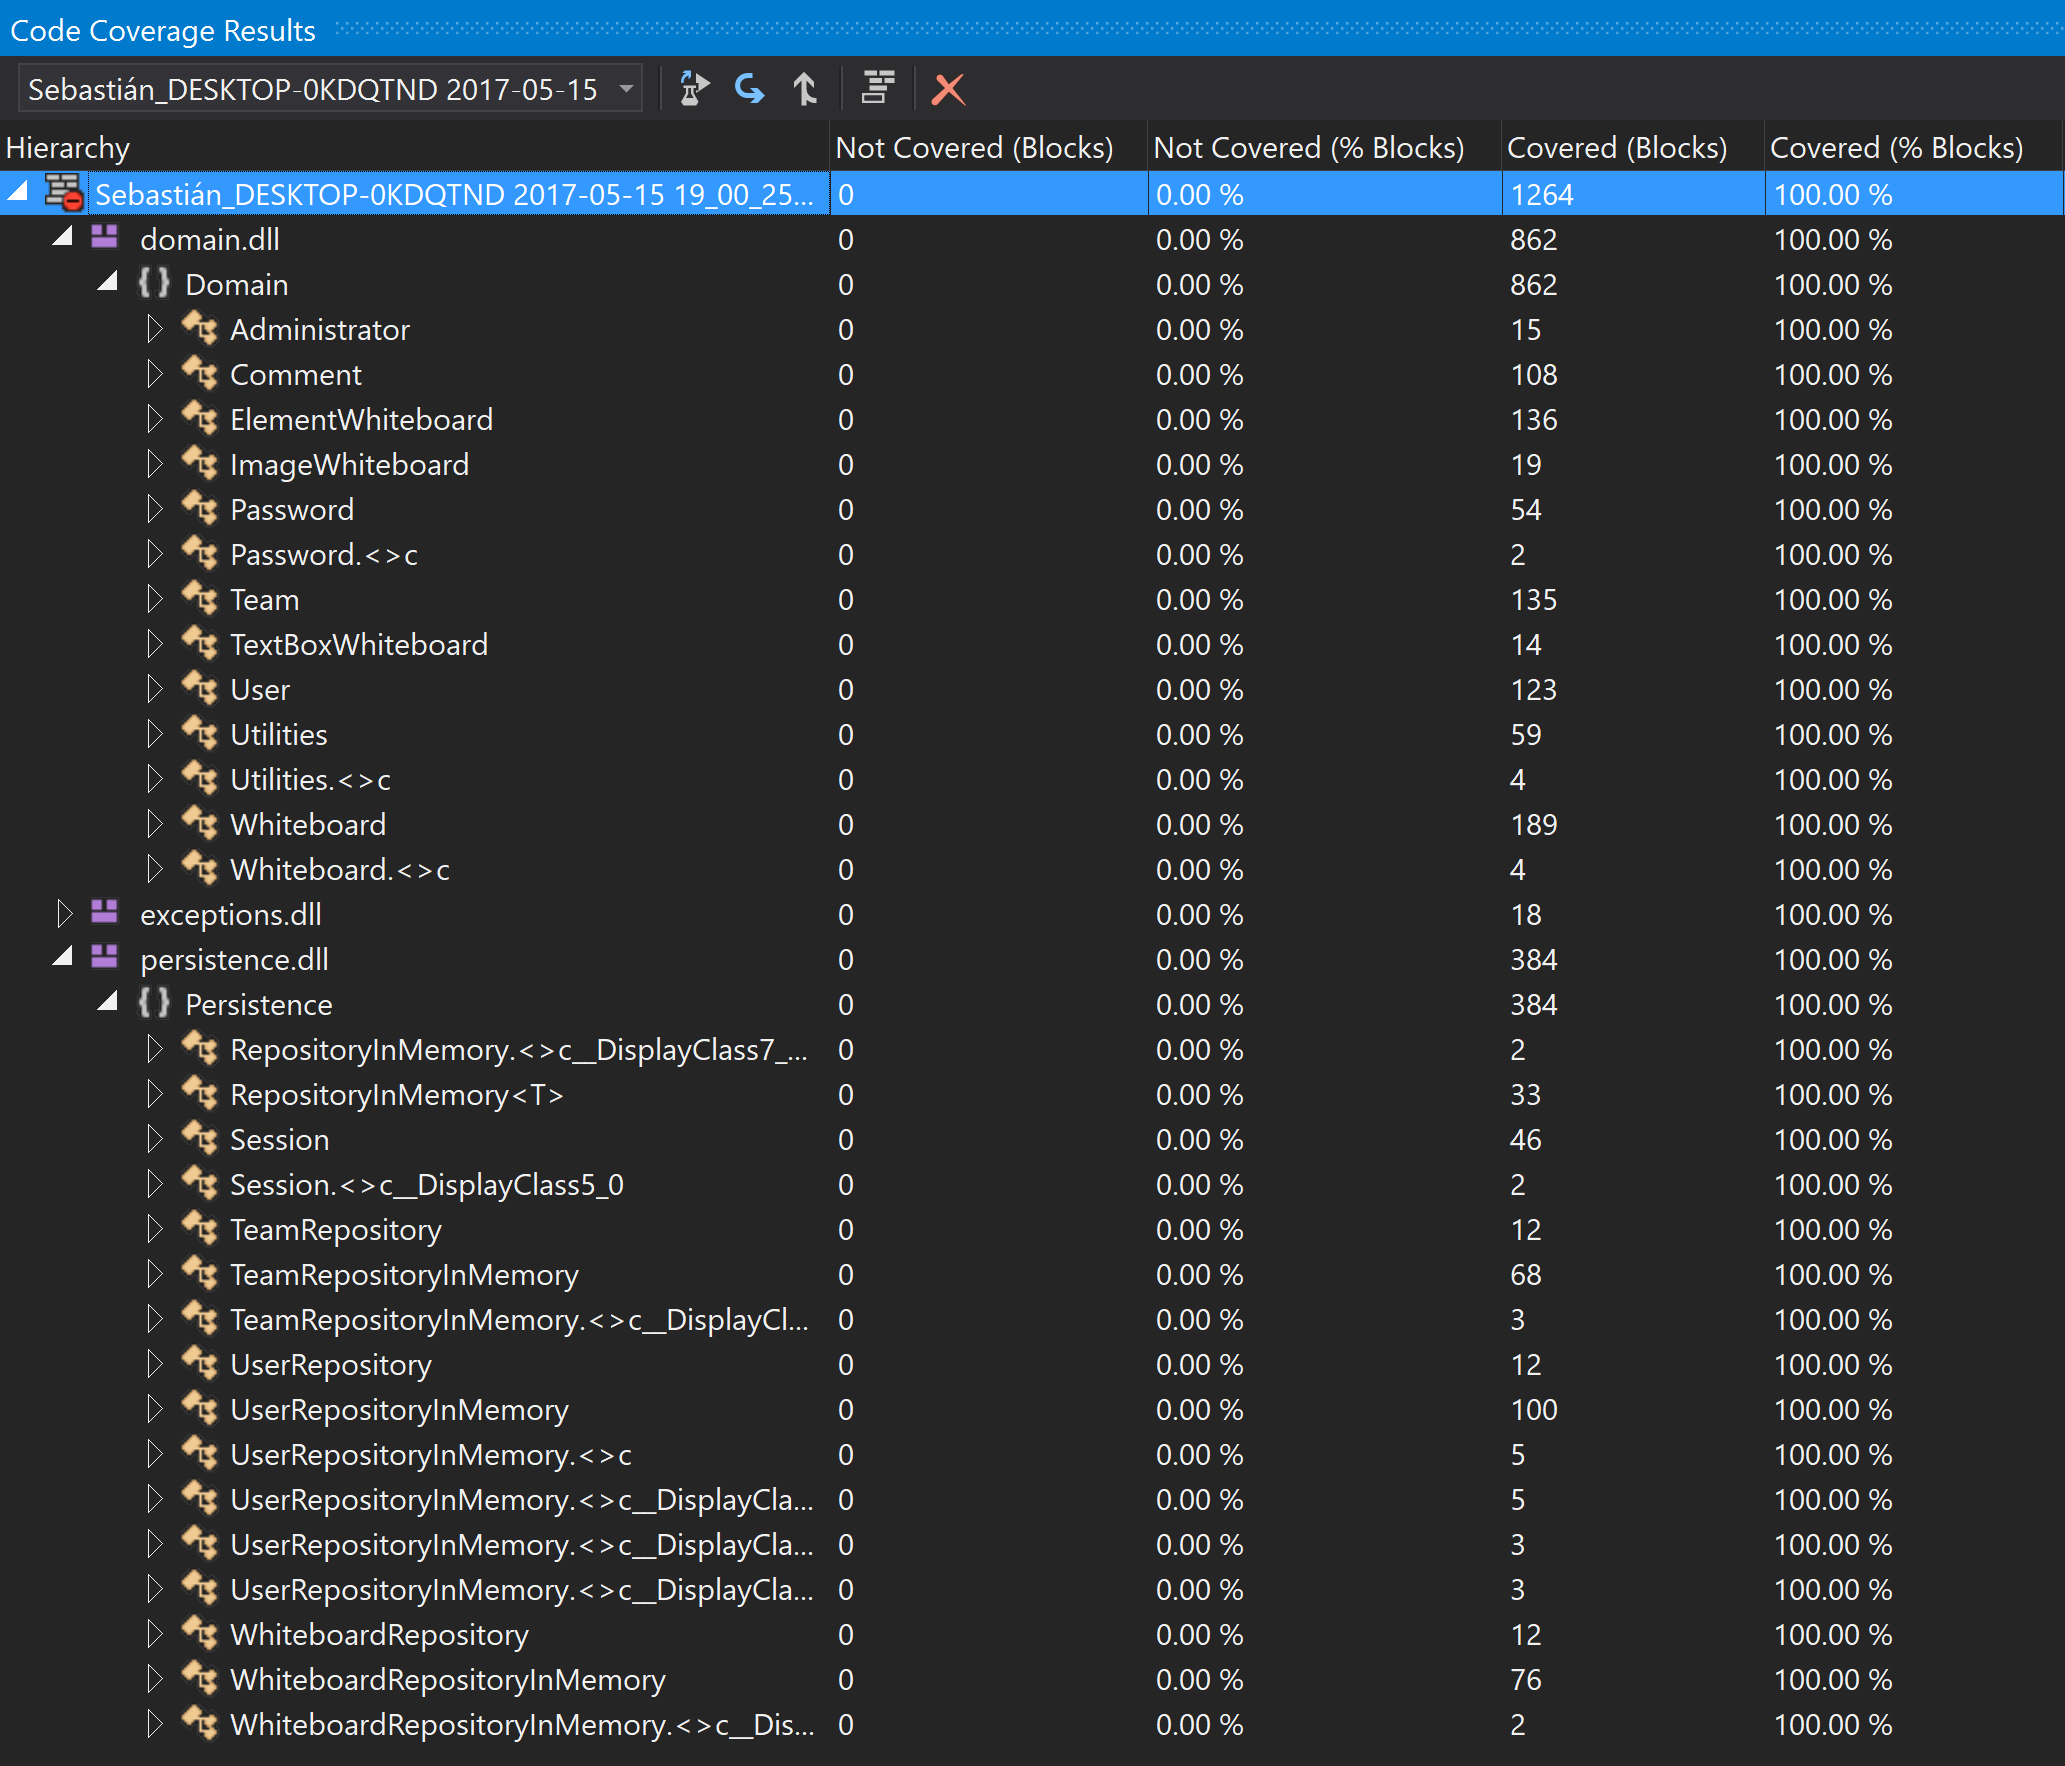 Code Coverage Results
Sebastián_DESKTOP-0KDQTND 2017-05-15
Hierarchy Not Covered (Blocks) Not Covered (% Blocks) Covered (Blocks) Covered (% Blocks)
Sebastián_DESKTOP-0KDQTND 2017-05-15 19_00_25... 0 0.00 % 1264 100.00 %
domain.dll 0 0.00 % 862 100.00 %
{} Domain 0 0.00 % 862 100.00 %
Administrator 0 0.00 % 15 100.00 %
Comment 0 0.00 % 108 100.00 %
ElementWhiteboard 0 0.00 % 136 100.00 %
ImageWhiteboard 0 0.00 % 19 100.00 %
Password 0 0.00 % 54 100.00 %
Password.<>c 0 0.00 % 2 100.00 %
Team 0 0.00 % 135 100.00 %
TextBoxWhiteboard 0 0.00 % 14 100.00 %
User 0 0.00 % 123 100.00 %
Utilities 0 0.00 % 59 100.00 %
Utilities.<>c 0 0.00 % 4 100.00 %
Whiteboard 0 0.00 % 189 100.00 %
Whiteboard.<>c 0 0.00 % 4 100.00 %
exceptions.dll 0 0.00 % 18 100.00 %
persistence.dll 0 0.00 % 384 100.00 %
{} Persistence 0 0.00 % 384 100.00 %
RepositoryInMemory.<>c__DisplayClass7_... 0 0.00 % 2 100.00 %
RepositoryInMemory<T> 0 0.00 % 33 100.00 %
Session 0 0.00 % 46 100.00 %
Session.<>c__DisplayClass5_0 0 0.00 % 2 100.00 %
TeamRepository 0 0.00 % 12 100.00 %
TeamRepositoryInMemory 0 0.00 % 68 100.00 %
TeamRepositoryInMemory.<>c__DisplayCl... 0 0.00 % 3 100.00 %
UserRepository 0 0.00 % 12 100.00 %
UserRepositoryInMemory 0 0.00 % 100 100.00 %
UserRepositoryInMemory.<>c 0 0.00 % 5 100.00 %
UserRepositoryInMemory.<>c__DisplayCla... 0 0.00 % 5 100.00 %
UserRepositoryInMemory.<>c__DisplayCla... 0 0.00 % 3 100.00 %
UserRepositoryInMemory.<>c__DisplayCla... 0 0.00 % 3 100.00 %
WhiteboardRepository 0 0.00 % 12 100.00 %
WhiteboardRepositoryInMemory 0 0.00 % 76 100.00 %
WhiteboardRepositoryInMemory.<>c__Dis... 0 0.00 % 2 100.00 %